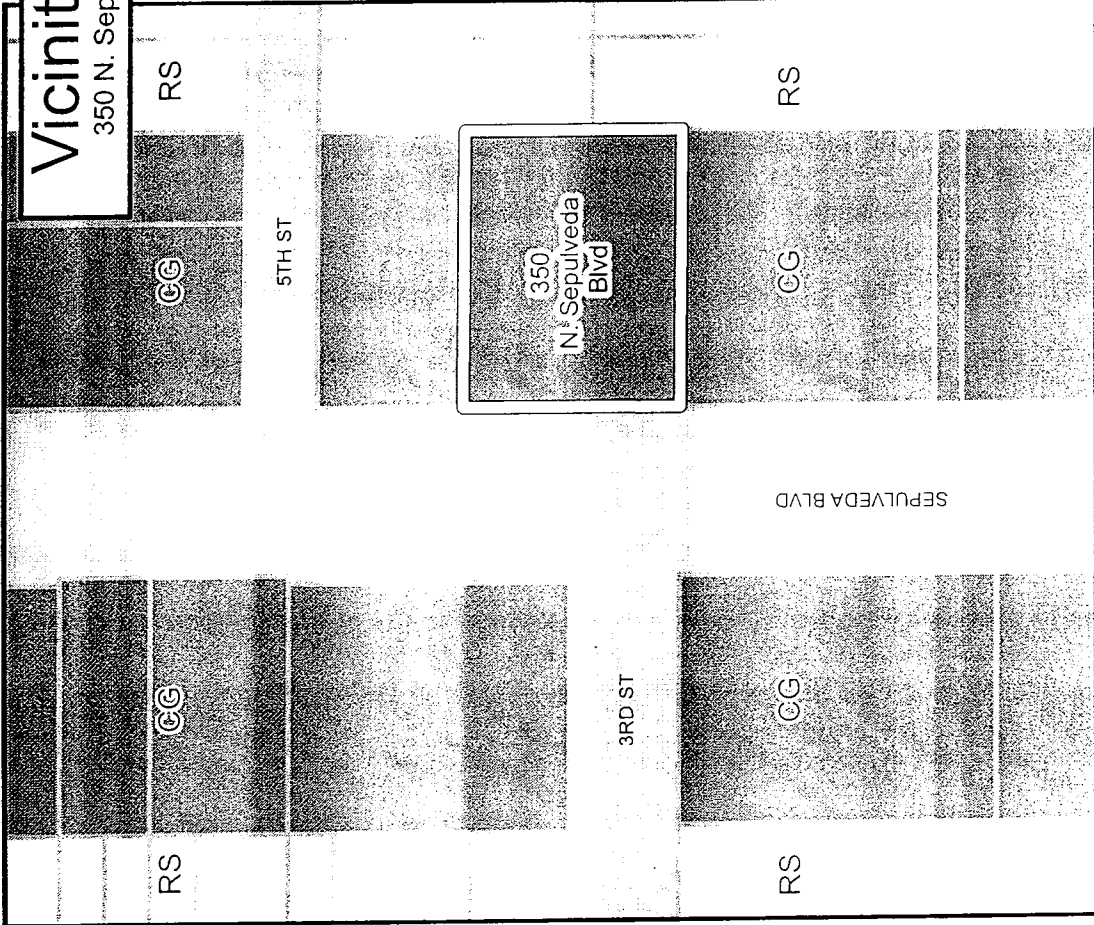 Vicinit
350 N. Sep
RS
CG
5TH ST
350
N. Sepulveda
Blvd
CG
RS
SEPULVEDA BLVD
CG
RS
3RD ST
CG
RS